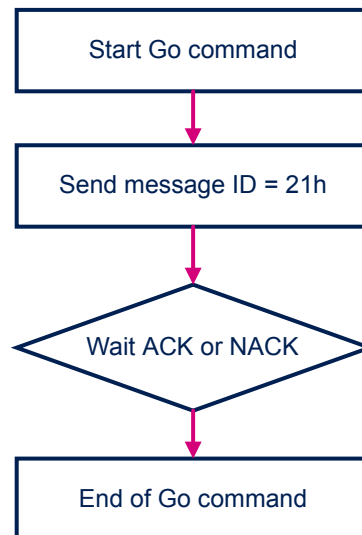 Start Go command
Send message ID = 21h
Wait ACK or NACK
End of Go command